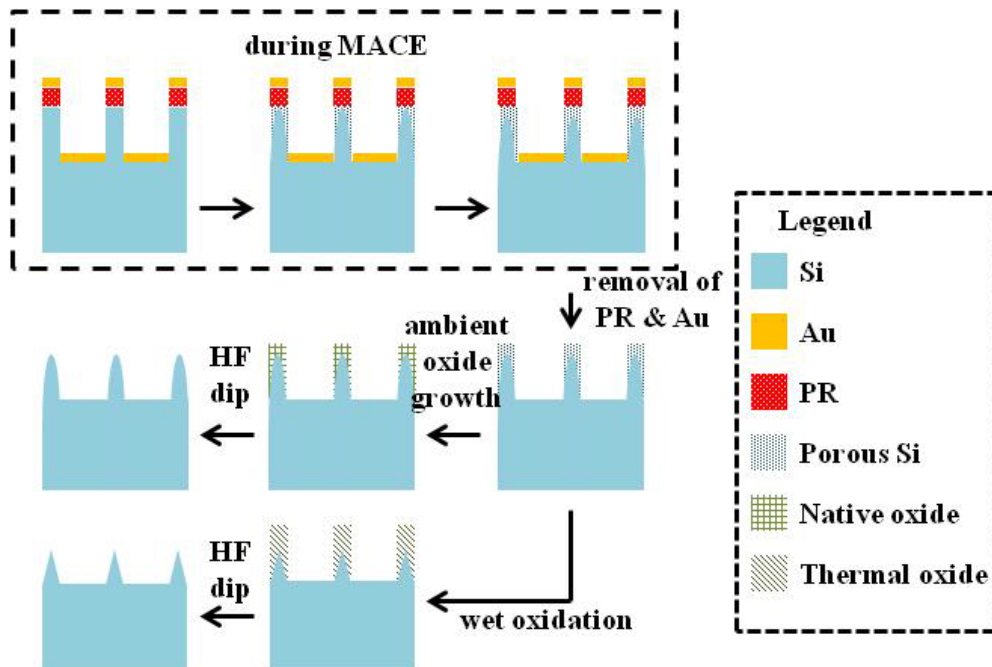 during MACE
removal of
PR & Au
ambient
oxide
growth
HF
dip
HF
dip
wet oxidation
Legend
Si
Au
PR
Porous Si
Native oxide
Thermal oxide